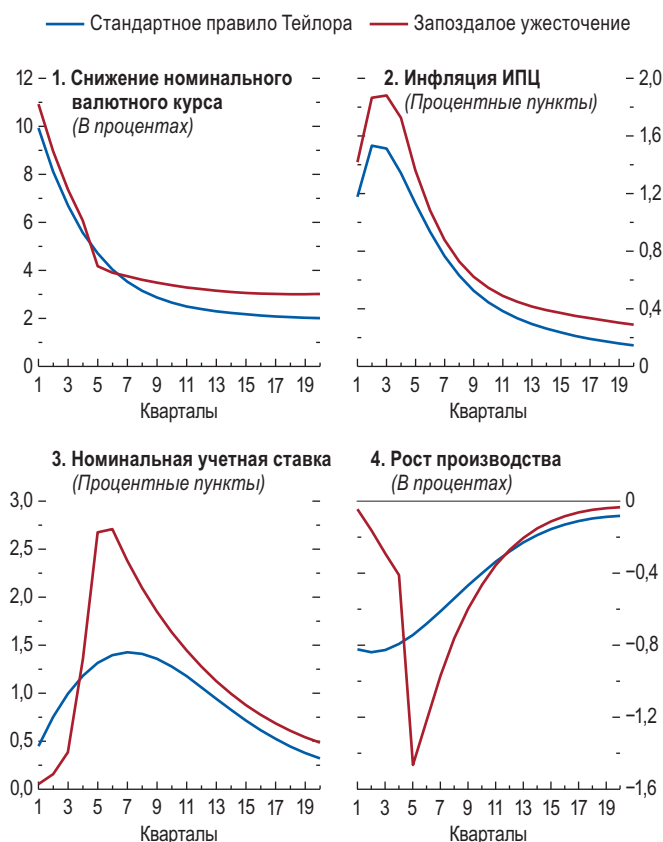 Стандартное правило Тейлора
Запоздалое ужесточение
1. Снижение номинального
валютного курса
(В процентах)
12
10
8
6
4
2
0
1 3 5 7 9 11 13 15 17 19
Кварталы
2. Инфляция ИПЦ
(Процентные пункты)
2,0
1,6
1,2
0,8
0,4
0
1 3 5 7 9 11 13 15 17 19
Кварталы
3. Номинальная учетная ставка
(Процентные пункты)
3,0
2,5
2,0
1,5
1,0
0,5
0,0
1 3 5 7 9 11 13 15 17 19
Кварталы
4. Рост производства
(В процентах)
0
–0,4
–0,8
–1,2
–1,6
1 3 5 7 9 11 13 15 17 19
Кварталы